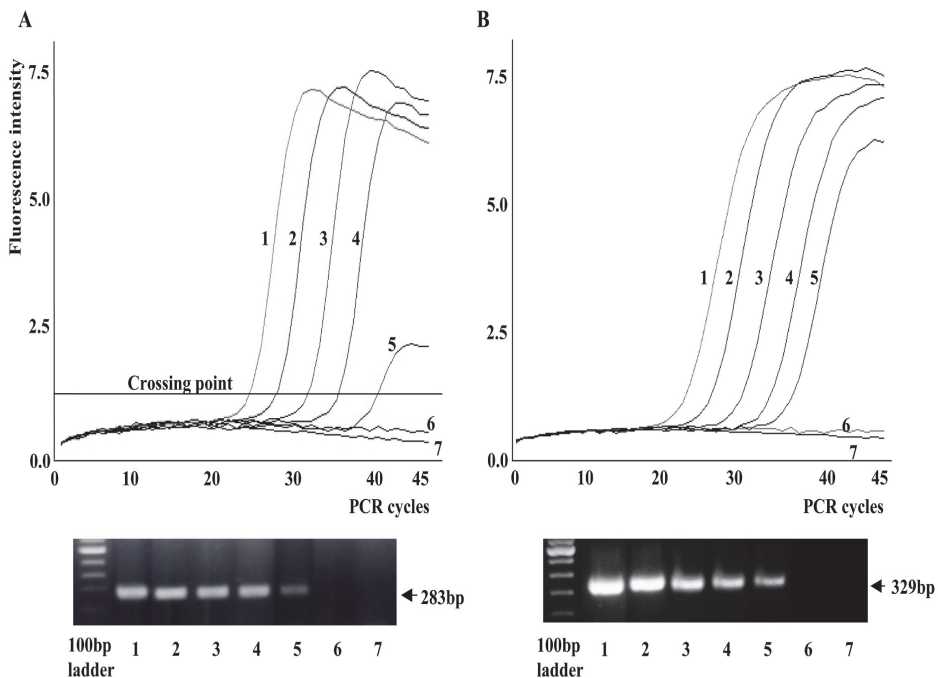 A
Fluorescence intensity
7.5
5.0
2.5
0.0
1
2
3
4
5
6
7
Crossing point
0 10 20 30 40 45
PCR cycles
100bp
ladder
1 2 3 4 5 6 7
283bp
B
7.5
5.0
2.5
0.0
1
2
3
4
5
6
7
0 10 20 30 40 45
PCR cycles
100bp
ladder
1 2 3 4 5 6 7
329bp